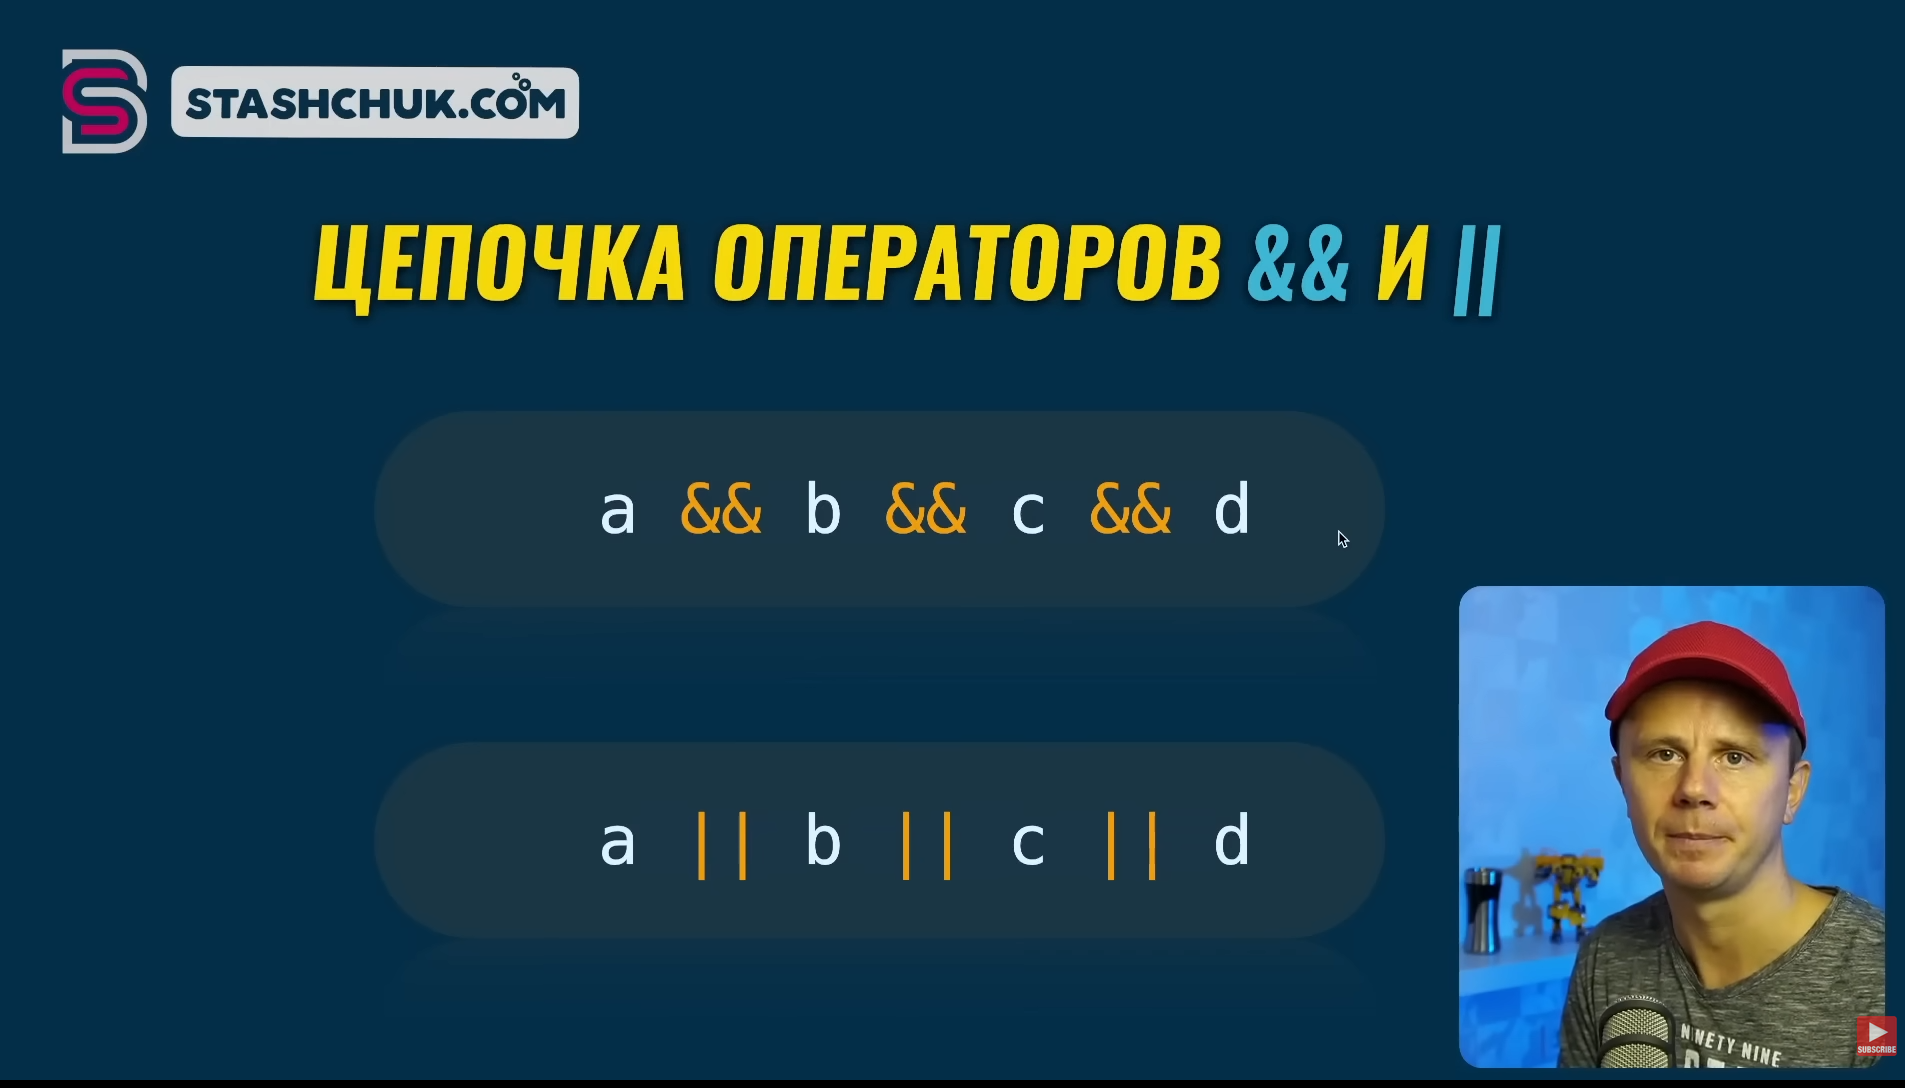 STASHCHUK.COM
ЦЕПОЧКА ОПЕРАТОРОВ && И ||
a && b && c && d
a || b || c || d
NINETY NINE
SUBSCRIBE